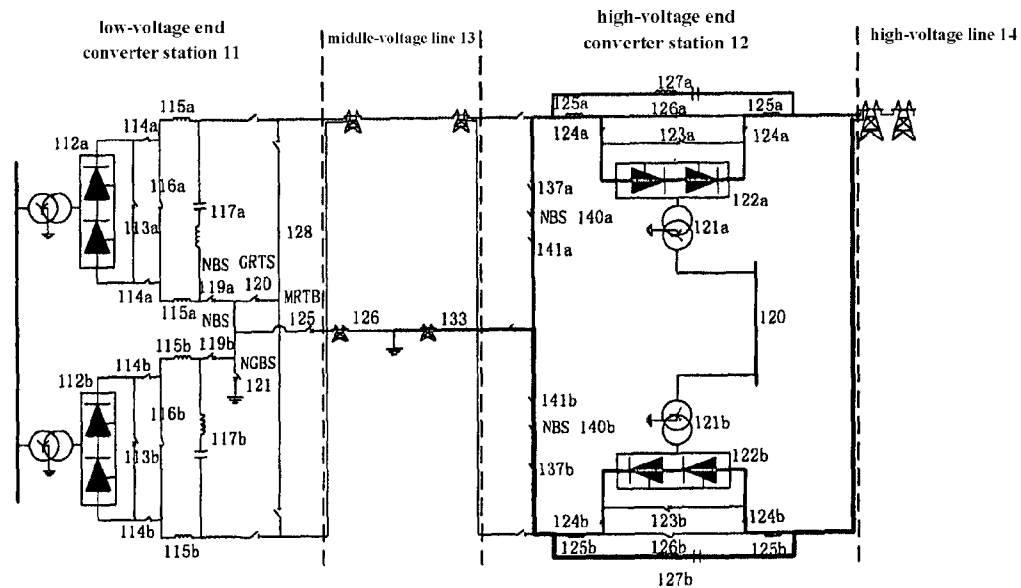 low-voltage end
converter station 11
middle-voltage line 13
high-voltage end
converter station 12
high-voltage line 14
115a
114a
112a
116a
117a
113a
128
NBS
GRTS
119a
120
114a
115a
NBS
MRTB
125
126
133
115b
119b
114b
NGBS
112b
121
116b
117b
113b
114b
115b
127a
125a
126a
125a
124a
123a
124a
122a
137a
NBS 140a
121a
141a
120
141b
NBS 140b
121b
137b
122b
124b
123b
124b
125b
126b
125b
127b